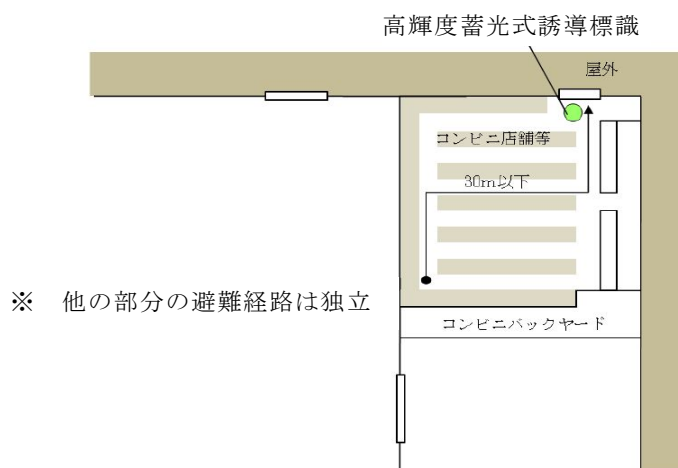 高輝度蓄光式誘導標識
屋外
コンビニ店舗等
30m以下
※ 他の部分の避難経路は独立
コンビニバックヤード